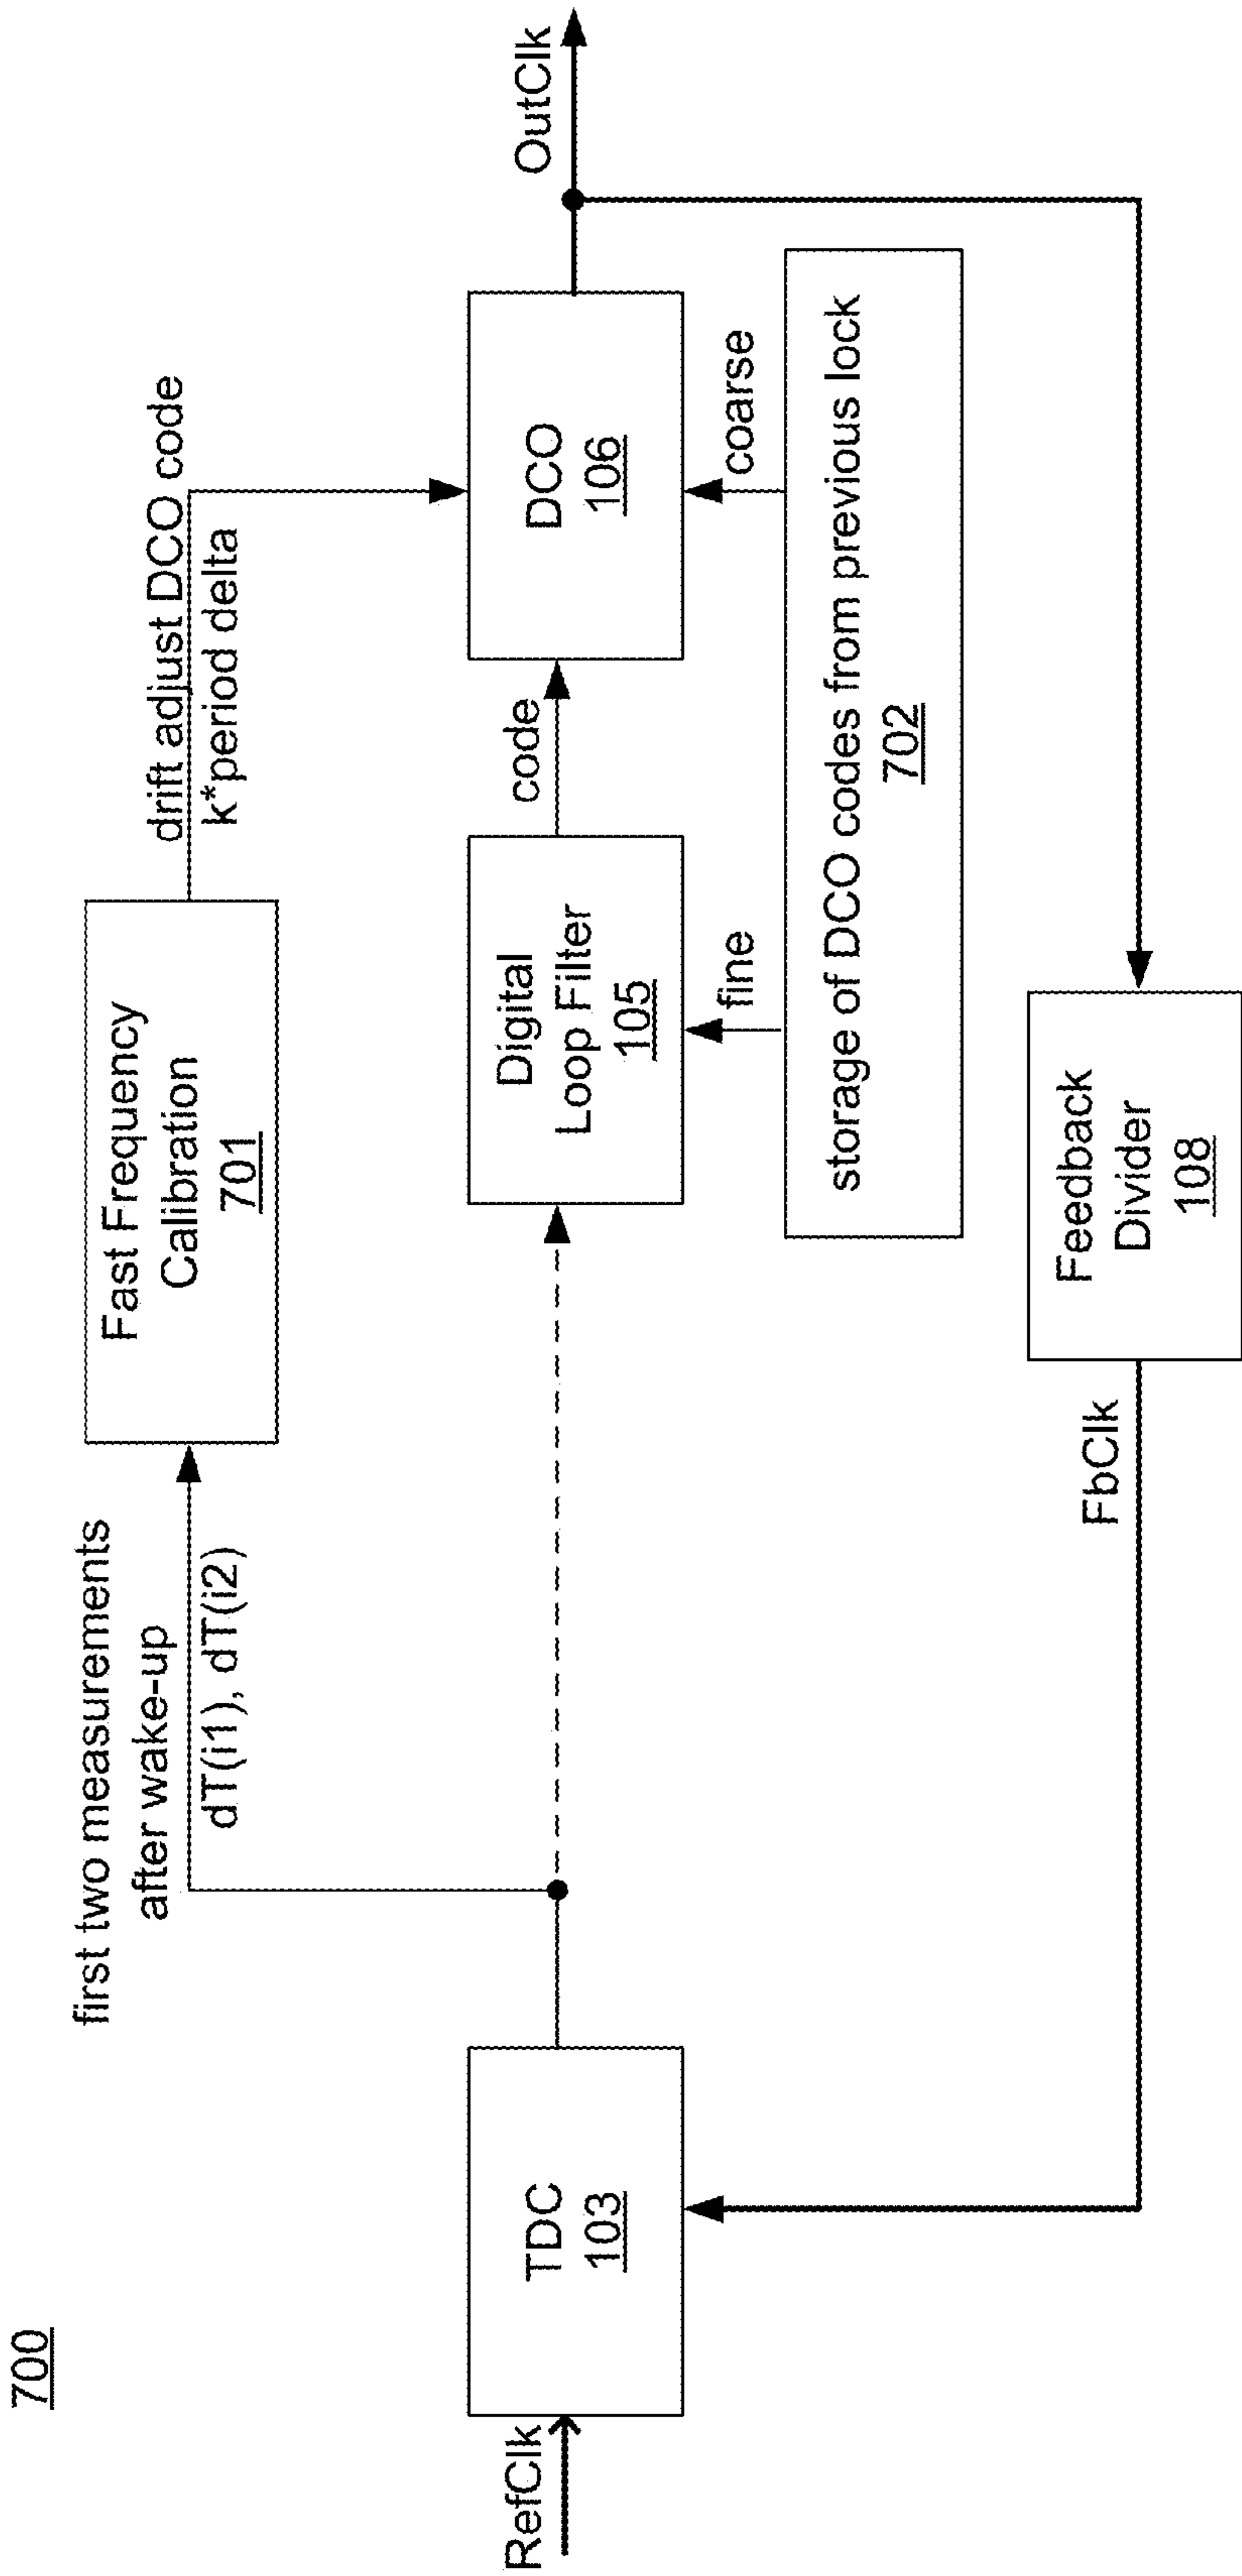 700
first two measurements
after wake-up
dT(i1), dT(i2)
Fast Frequency
Calibration
701
drift adjust DCO code
k*period delta
RefClk
TDC
103
Digital
Loop Filter
105
code
DCO
106
OutClk
fine
coarse
storage of DCO codes from previous lock
702
FbClk
Feedback
Divider
108